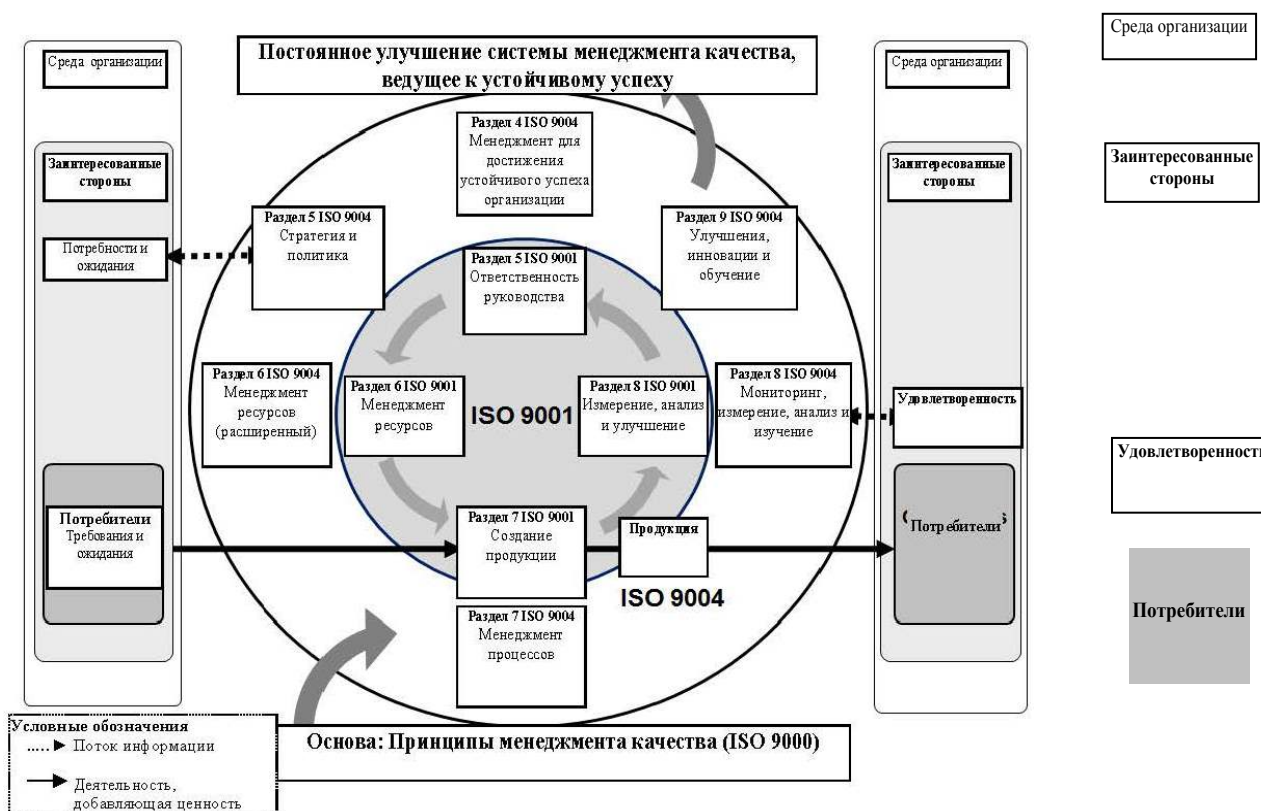 Постоянное улучшение системы менеджмента качества,
ведущее к устойчивому успеху
Среда организации
Заинтересованные
стороны
Потребности и
ожидания
Потребители
Требования и
ожидания
Раздел 4 ISO 9004
Менеджмент для
достижения
устойчивого успеха
организации
Раздел 5 ISO 9004
Стратегия и
политика
Раздел 9 ISO 9004
Улучшения,
инновации и
обучение
Раздел 5 ISO 9001
Ответственность
руководства
Раздел 6 ISO 9004
Менеджмент
ресурсов
(расширенный)
Раздел 6 ISO 9001
Менеджмент
ресурсов
ISO 9001
Раздел 8 ISO 9001
Измерение, анализ
и улучшение
Раздел 8 ISO 9004
Мониторинг,
измерение, анализ и
изучение
Раздел 7 ISO 9001
Создание
продукции
Продукция
ISO 9004
Раздел 7 ISO 9004
Менеджмент
процессов
Среда организации
Заинтересованные
стороны
Удовлетворенность
Потребители
Условные обозначения
Поток информации
Деятельность,
добавляющая ценность
Основа: Принципы менеджмента качества (ISO 9000)
Среда организации
Заинтересованные
стороны
Удовлетворенность
Потребители